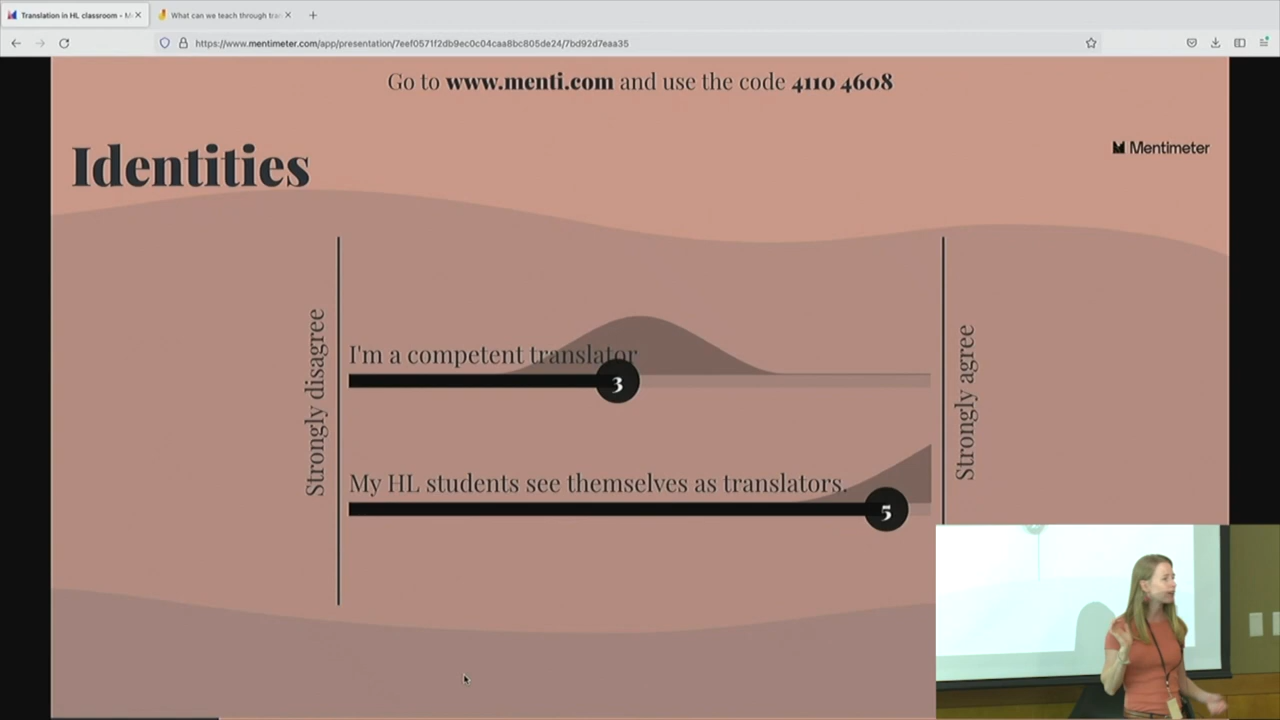 Translation in HL classroom - M
What can we teach through tran
https://www.mentimeter.com/app/presentation/7eef0571f2db9ec0c04caa8bc805de24/7bd92d7eaa35
Go to www.menti.com and use the code 4110 4608
Identities
Mentimeter
Strongly disagree
I'm a competent translator
3
My HL students see themselves as translators.
5
Strongly agree